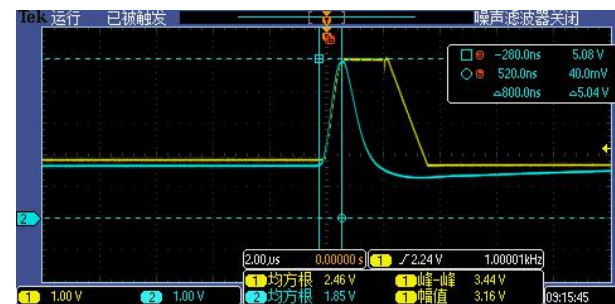 Tek 运行 已被触发 噪声滤波器关闭
-280.0ns 5.08 V
520.0ns 40.0mV
△800.0ns △5.04 V
2
2.00μs 0.00000 s 1 2.24 V 1.00001kHz
1 均方根 2.46 V 1 峰-峰 3.44 V
1 1.00 V 2 1.00 V 2 均方根 1.85 V 1 幅值 3.16 V 09:15:45